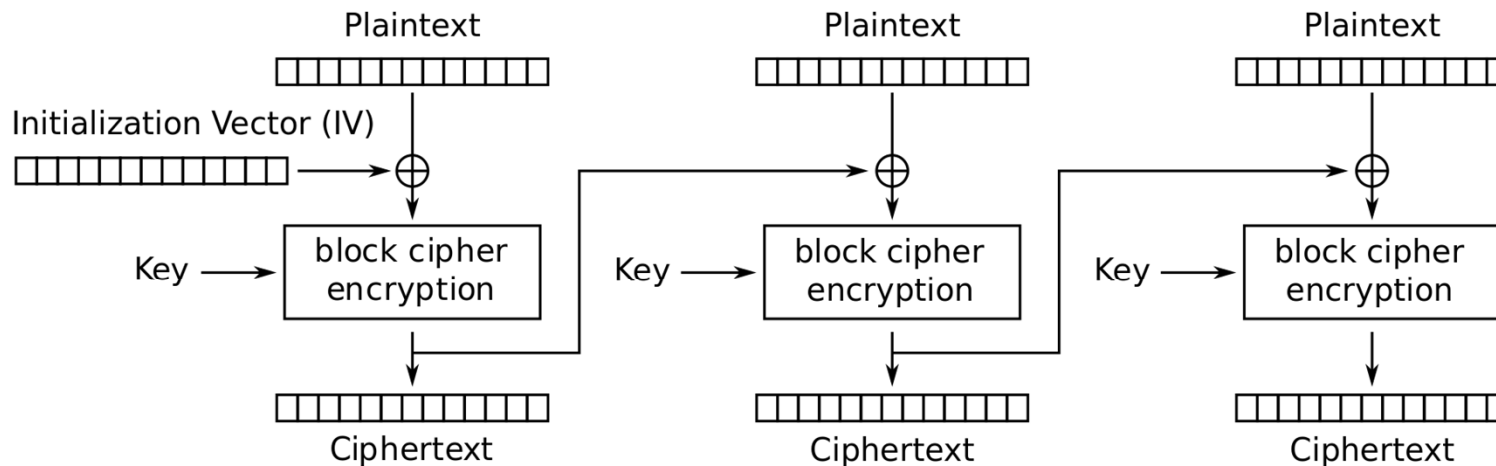 Plaintext
Plaintext
Plaintext
Initialization Vector (IV)
Key
block cipher
encryption
Key
block cipher
encryption
Key
block cipher
encryption
Ciphertext
Ciphertext
Ciphertext